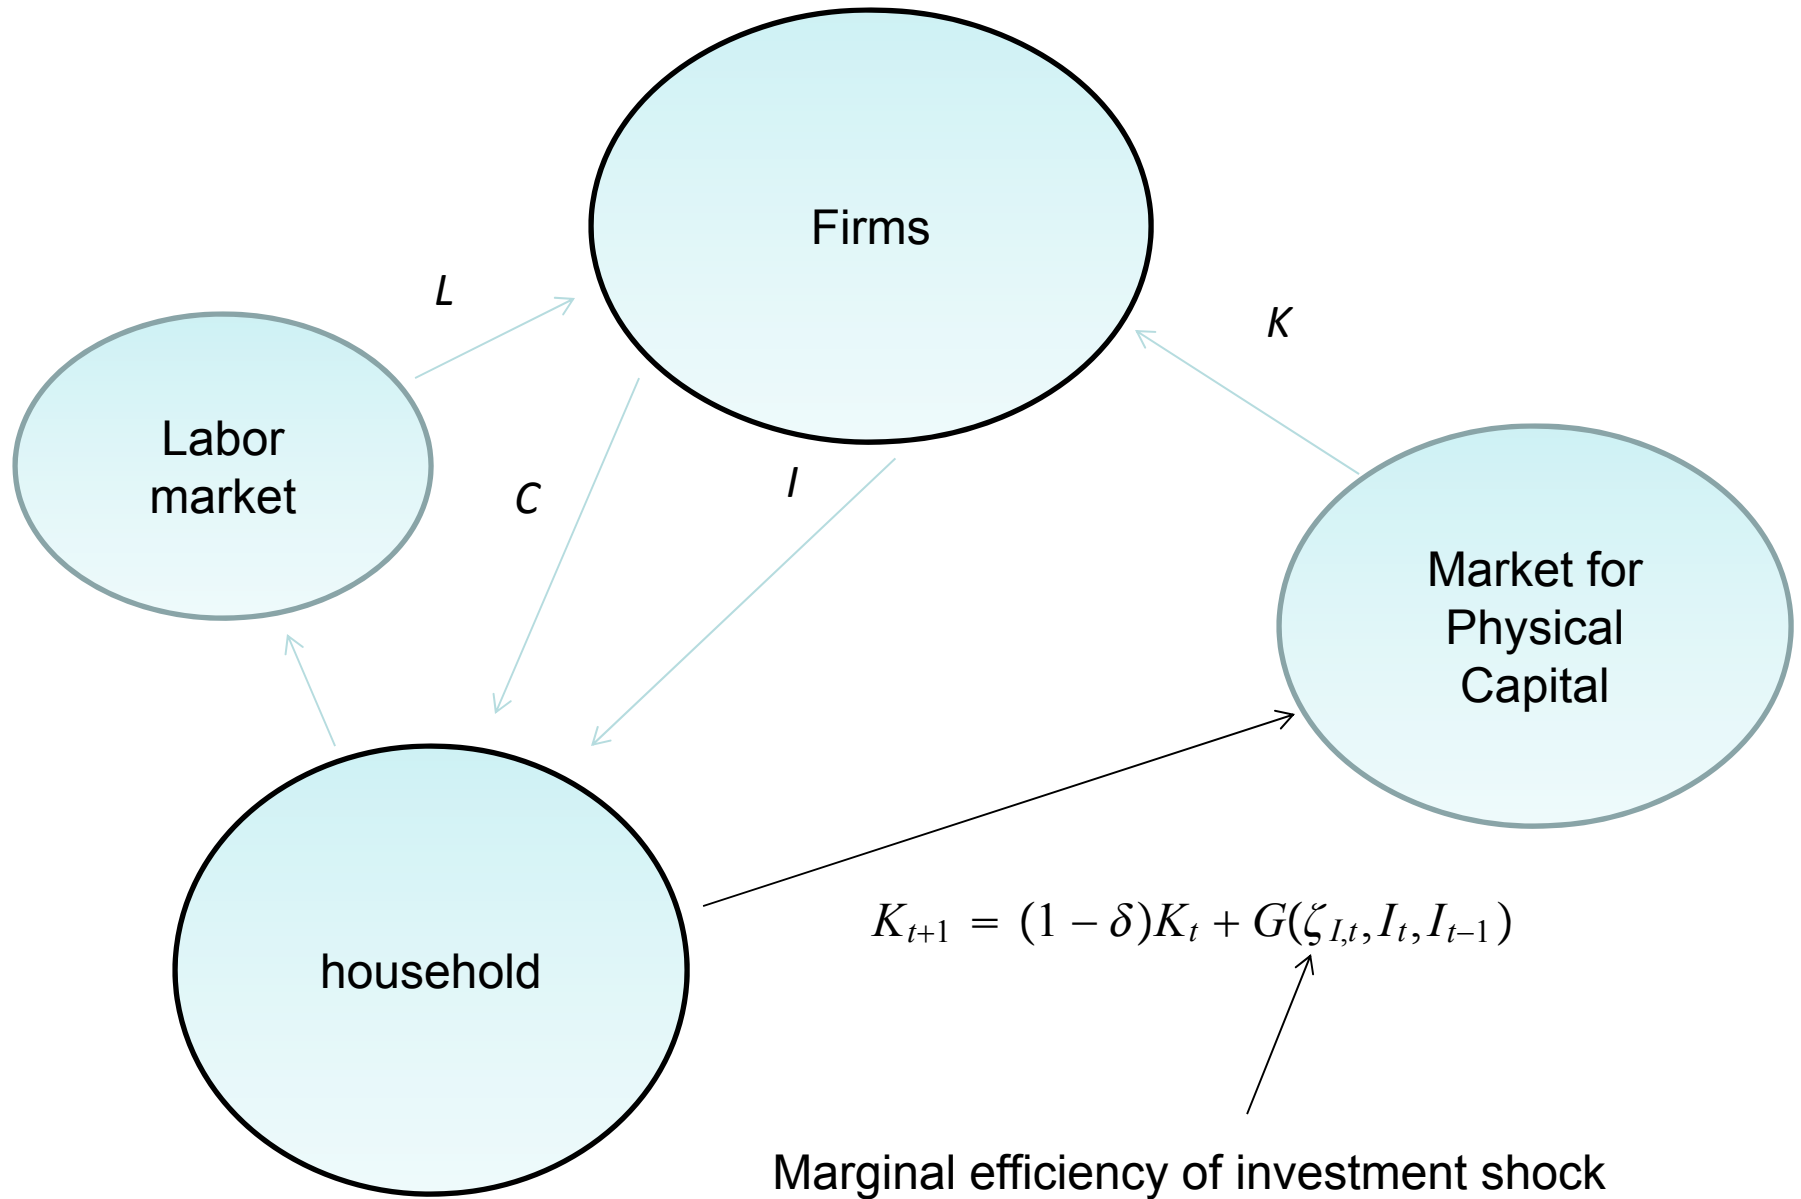 Firms
L
K
Labor
market
C
I
Market for
Physical
Capital
household
K_{t+1} = (1 − δ)K_t + G(ζ_{I,t}, I_t, I_{t−1})
Marginal efficiency of investment shock